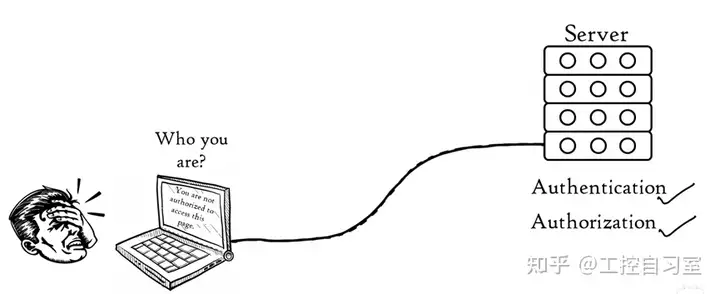 Server
Who you
are?
You are not
authorized to
access this
page.
Authentication
Authorization
知乎 @工控自习室